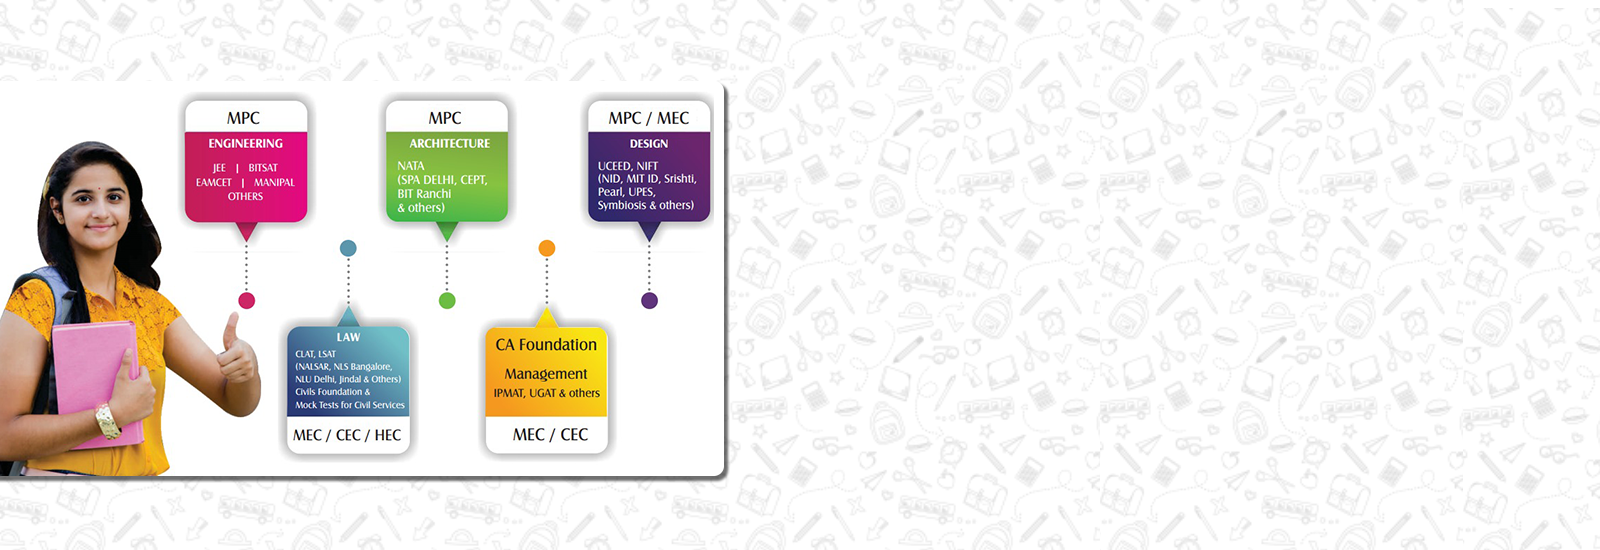 MPC
ENGINEERING
JEE | BITSAT
EAMCET | MANIPAL
OTHERS
MPC
ARCHITECTURE
NATA
(SPA DELHI, CEPT,
BIT Ranchi
& others)
MPC / MEC
DESIGN
UCEED, NIFT
(NID, MIT ID, Srishti,
Pearl, UPES,
Symbiosis & others)
LAW
CLAT, LSAT
(NALSAR, NLS Bangalore,
NLU Delhi, Jindal & Others)
Civils Foundation &
Mock Tests for Civil Services
MEC / CEC / HEC
CA Foundation
Management
IPMAT, UGAT & others
MEC / CEC